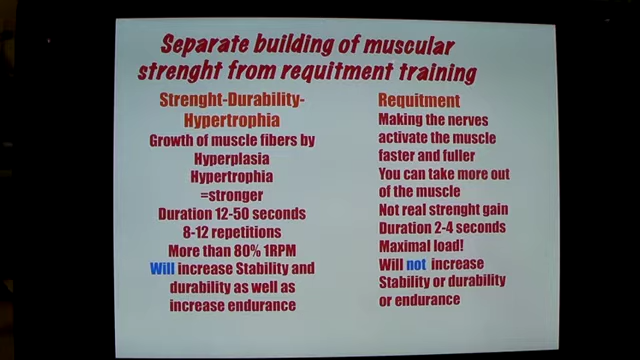 Separate building of muscular
strenght from requitment training
Strenght-Durability-
Hypertrophia
Growth of muscle fibers by
Hyperplasia
Hypertrophia
=stronger
Duration 12-50 seconds
8-12 repetitions
More than 80% 1RPM
Will increase Stability and
durability as well as
increase endurance
Requitment
Making the nerves
activate the muscle
faster and fuller
You can take more out
of the muscle
Not real strenght gain
Duration 2-4 seconds
Maximal load!
Will not increase
Stability or durability
or endurance